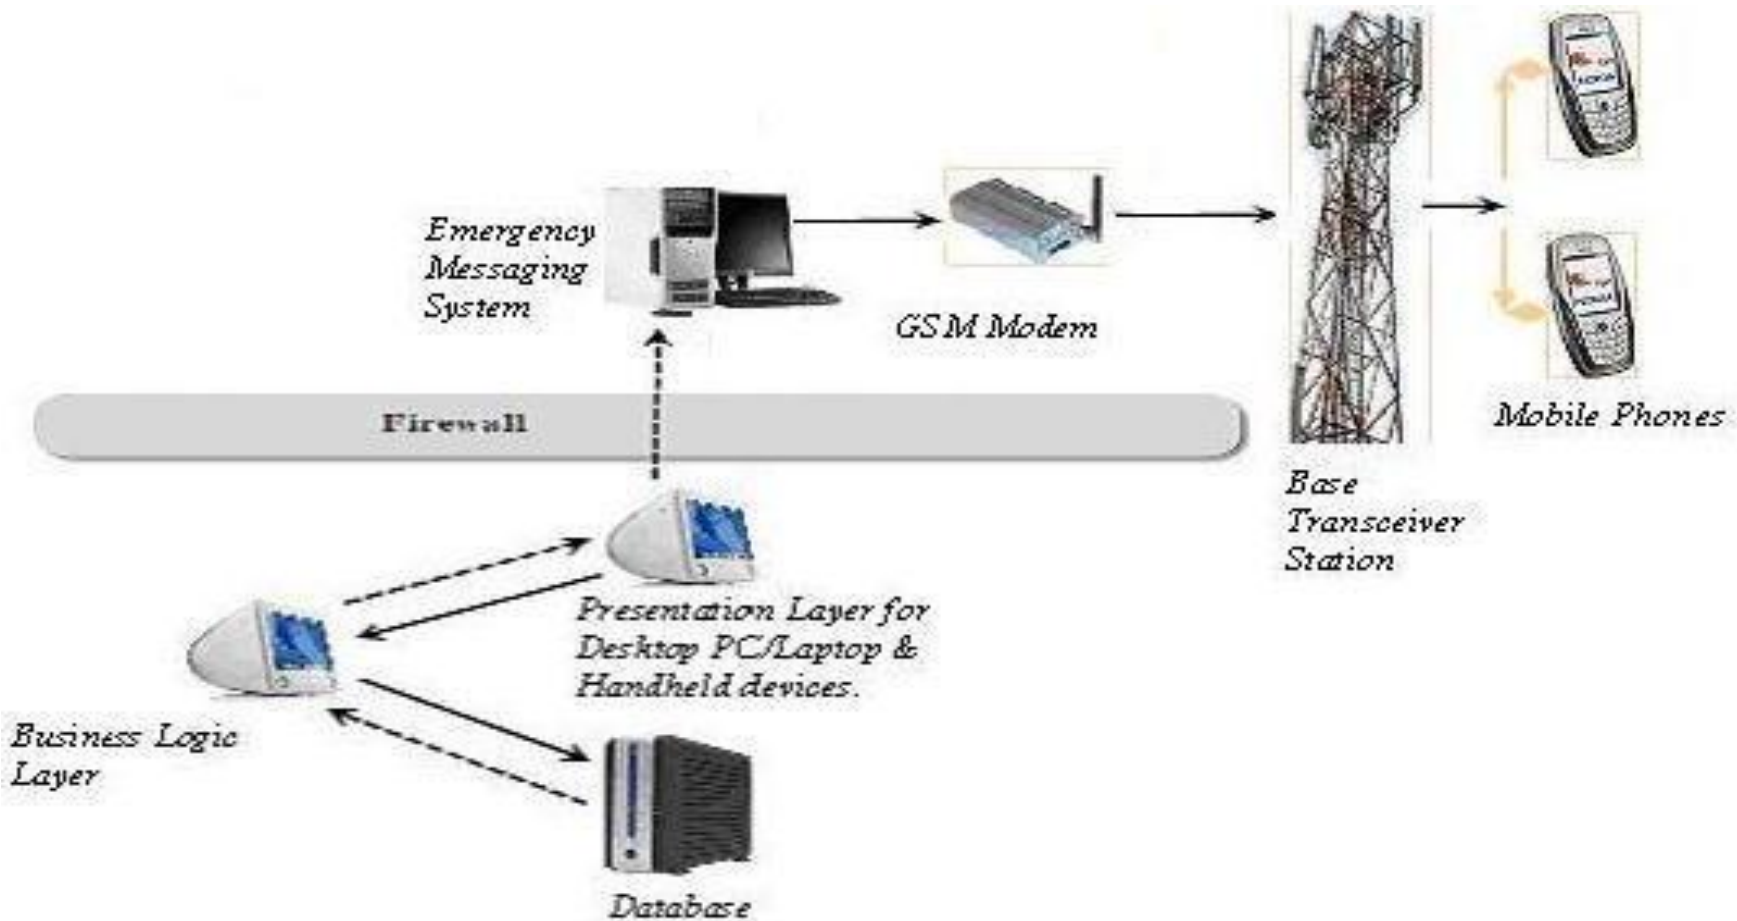 Emergency
Messaging
System
GSM Modem
Firewall
Mobile Phones
Base
Transceiver
Station
Presentation Layer for
Desktop PC/Laptop &
Handheld devices.
Business Logic
Layer
Database